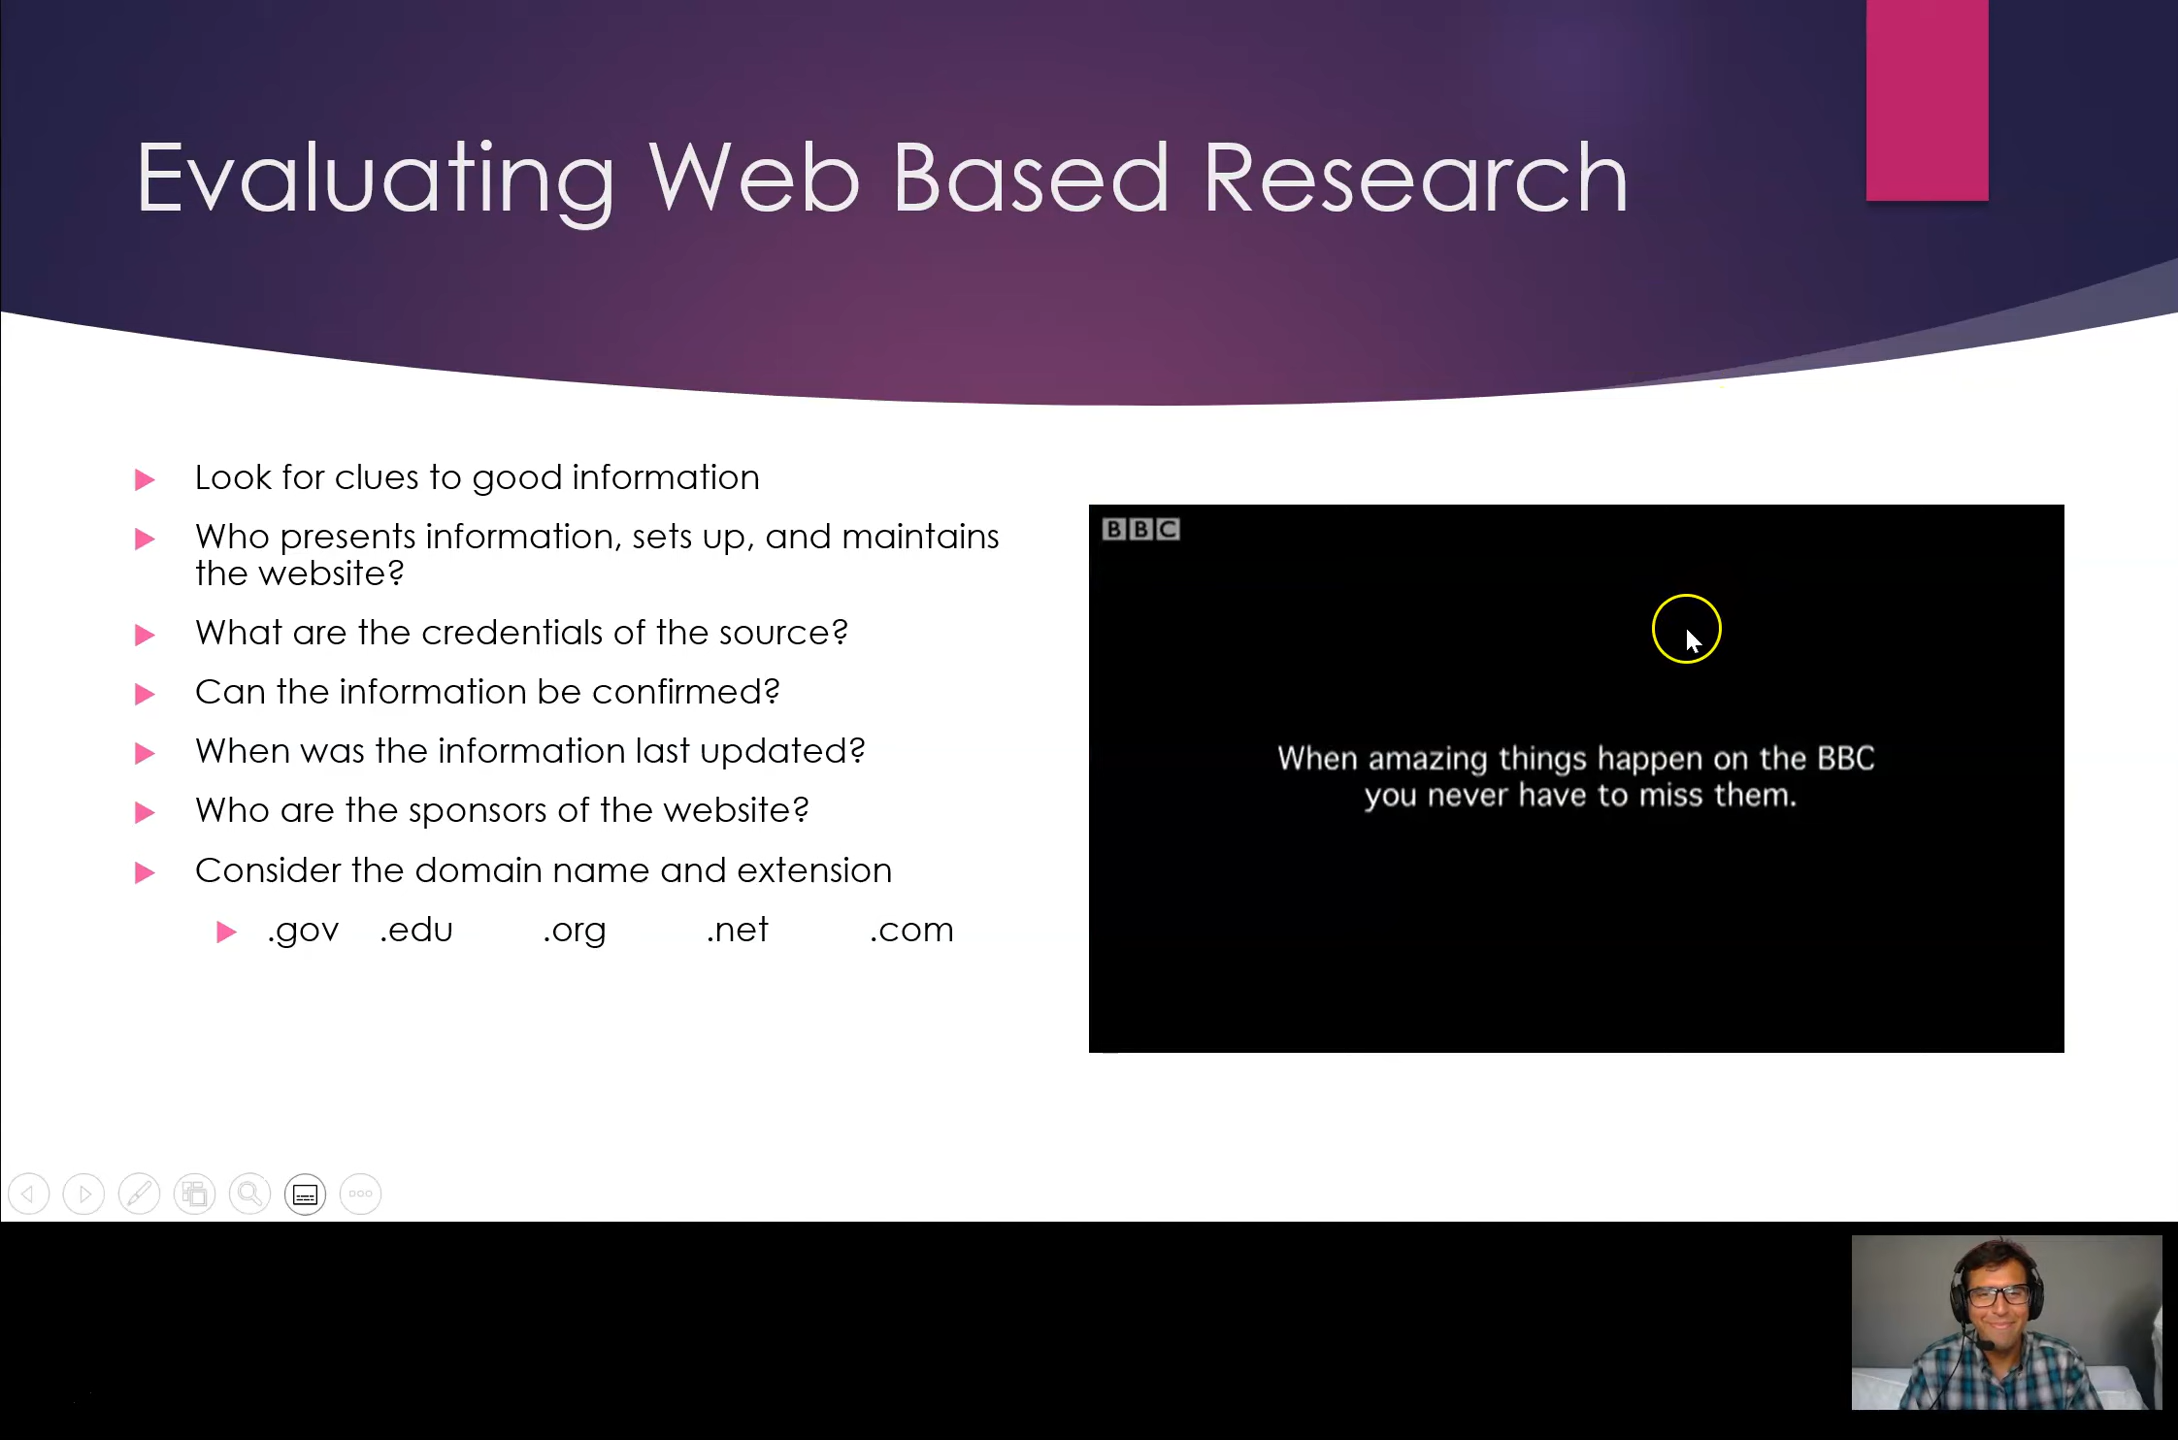 Evaluating Web Based Research
Look for clues to good information
Who presents information, sets up, and maintains
the website?
What are the credentials of the source?
Can the information be confirmed?
When was the information last updated?
Who are the sponsors of the website?
Consider the domain name and extension
.gov .edu .org .net .com
BBC
When amazing things happen on the BBC
you never have to miss them.